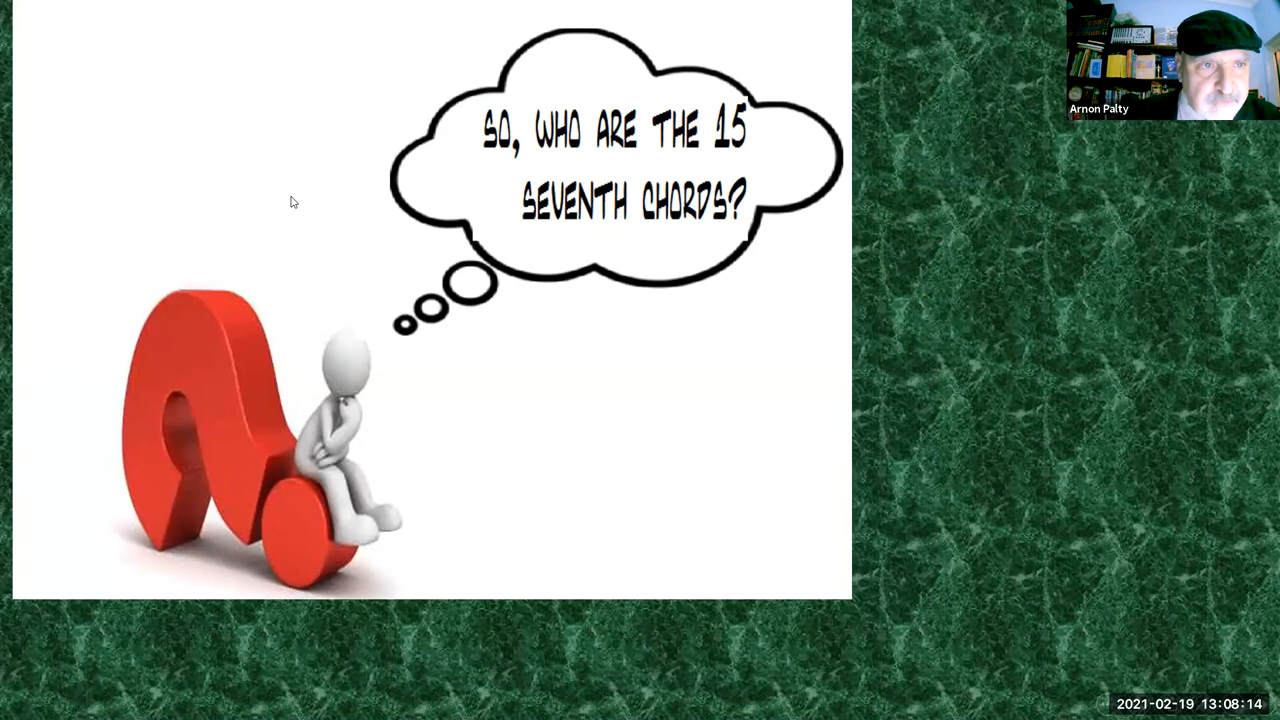 SO, WHO ARE THE 15
SEVENTH CHORDS?
Arnon Palty
2021-02-19 13:08:14